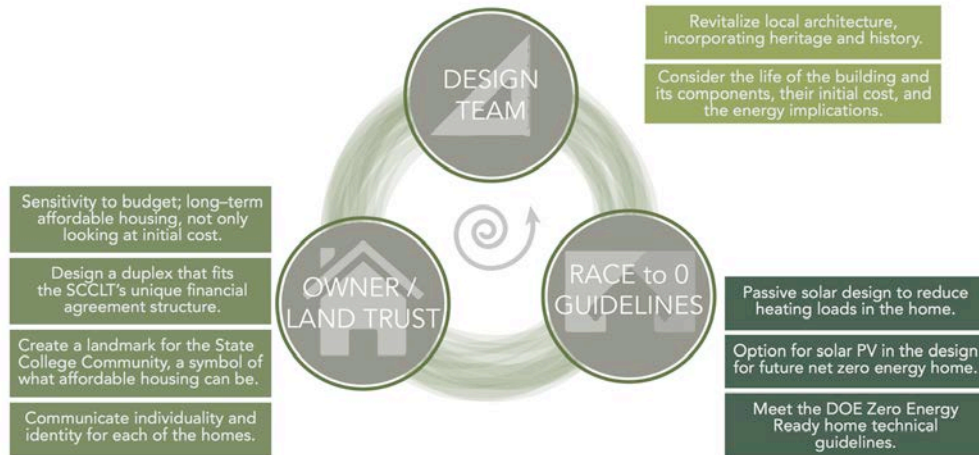 DESIGN
TEAM
Revitalize local architecture,
incorporating heritage and history.
Consider the life of the building and
its components, their initial cost, and
the energy implications.
Sensitivity to budget; long–term
affordable housing, not only
looking at initial cost.
Design a duplex that fits
the SCCLT's unique financial
agreement structure.
Create a landmark for the State
College Community, a symbol of
what affordable housing can be.
Communicate individuality and
identity for each of the homes.
OWNER /
LAND TRUST
RACE to 0
GUIDELINES
Passive solar design to reduce
heating loads in the home.
Option for solar PV in the design
for future net zero energy home.
Meet the DOE Zero Energy
Ready home technical
guidelines.